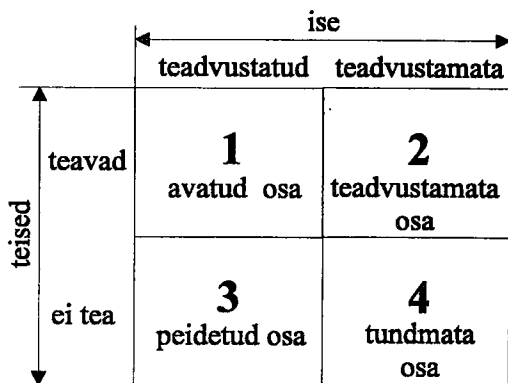 ise
teadvustatud teadvustamata
teised
teavad
1
avatud osa
2
teadvustamata
osa
ei tea
3
peidetud osa
4
tundmata
osa